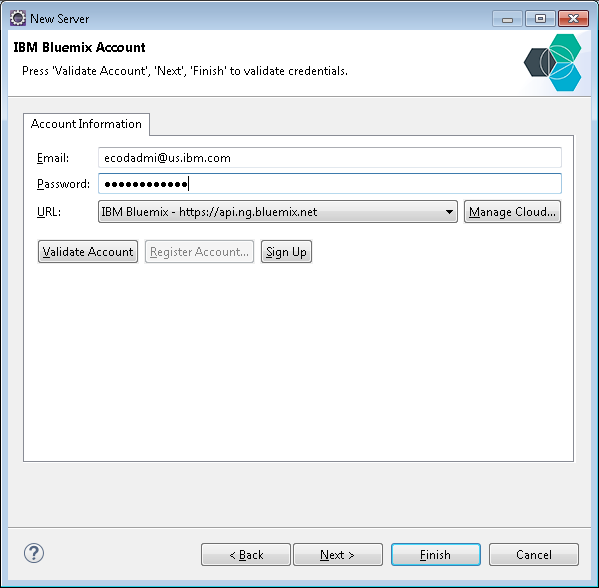 New Server
IBM Bluemix Account
Press 'Validate Account', 'Next', 'Finish' to validate credentials.
Account Information
Email: ecodadmi@us.ibm.com
Password: ●●●●●●●●●●●●
URL: IBM Bluemix - https://api.ng.bluemix.net Manage Cloud...
Validate Account Register Account... Sign Up
? < Back Next > Finish Cancel